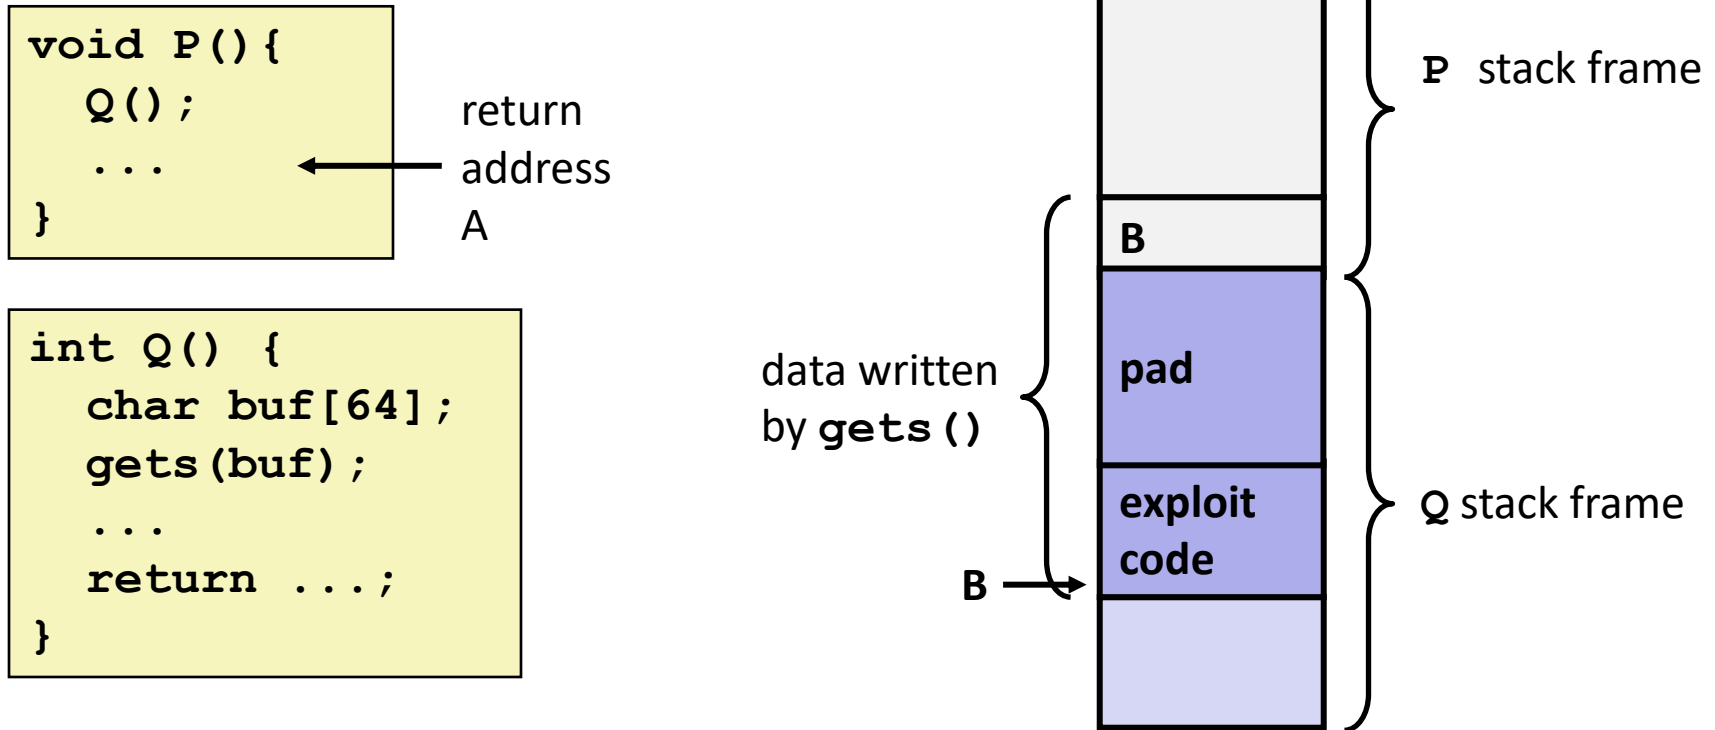 void P(){
  Q();
  ...
}
return
address
A
int Q() {
  char buf[64];
  gets(buf);
  ...
  return ...;
}
P stack frame
B
data written
by gets()
pad
exploit
code
B
Q stack frame